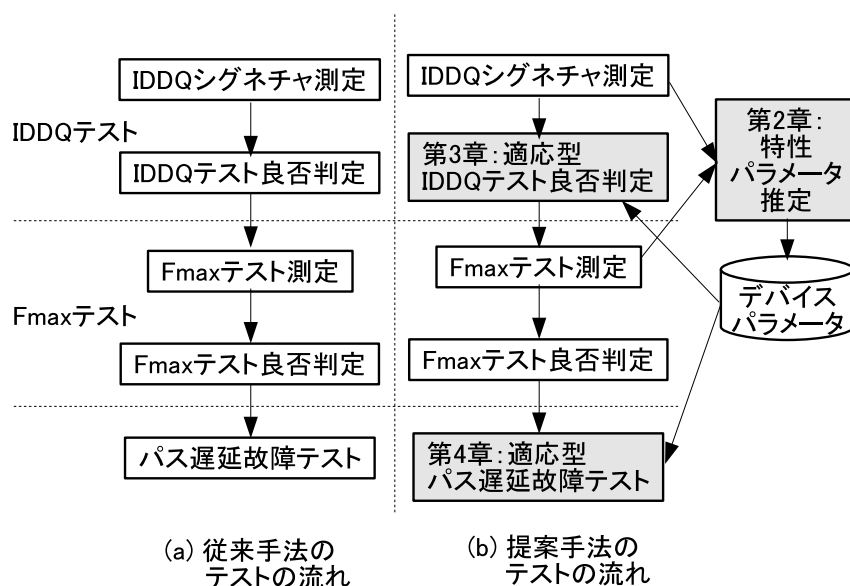 IDDQテスト
Fmaxテスト
IDDQシグネチャ測定
IDDQテスト良否判定
Fmaxテスト測定
Fmaxテスト良否判定
パス遅延故障テスト
(a) 従来手法の
テストの流れ
IDDQシグネチャ測定
第3章：適応型
IDDQテスト良否判定
Fmaxテスト測定
Fmaxテスト良否判定
第4章：適応型
パス遅延故障テスト
第2章：
特性
パラメータ
推定
デバイス
パラメータ
(b) 提案手法の
テストの流れ